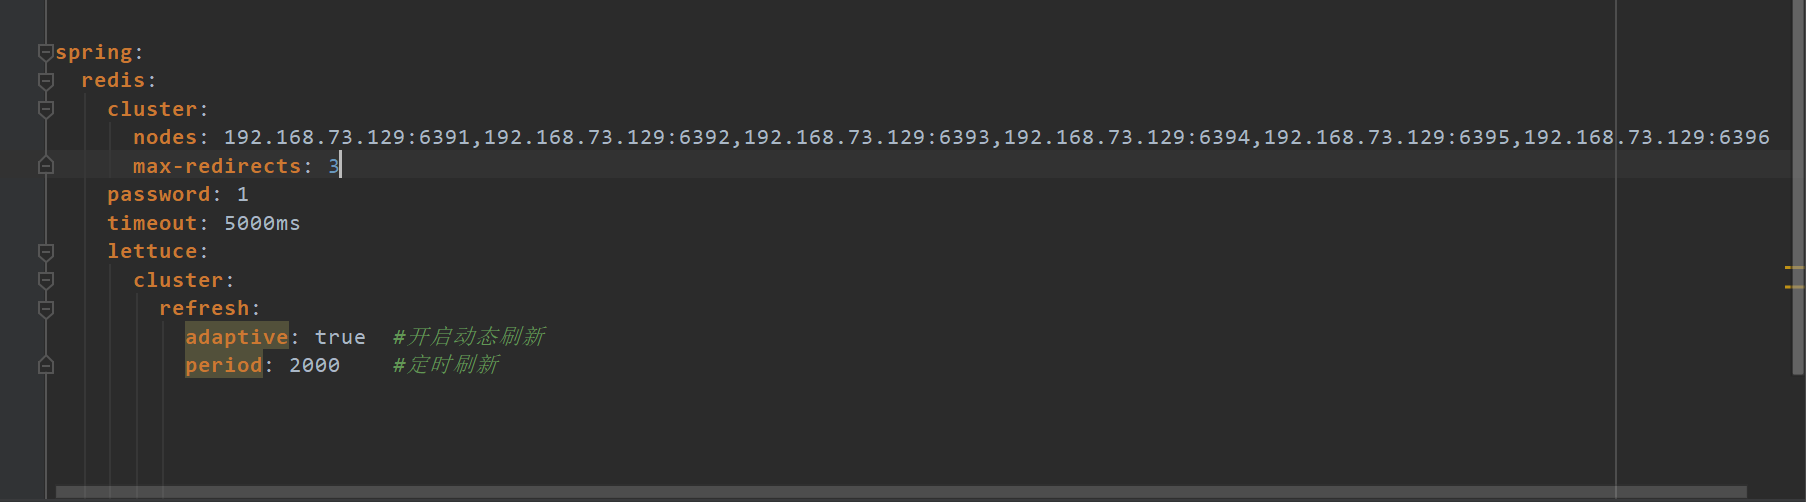 spring:
  redis:
    cluster:
      nodes: 192.168.73.129:6391,192.168.73.129:6392,192.168.73.129:6393,192.168.73.129:6394,192.168.73.129:6395,192.168.73.129:6396
      max-redirects: 3
    password: 1
    timeout: 5000ms
    lettuce:
      cluster:
        refresh:
          adaptive: true  #开启动态刷新
          period: 2000    #定时刷新